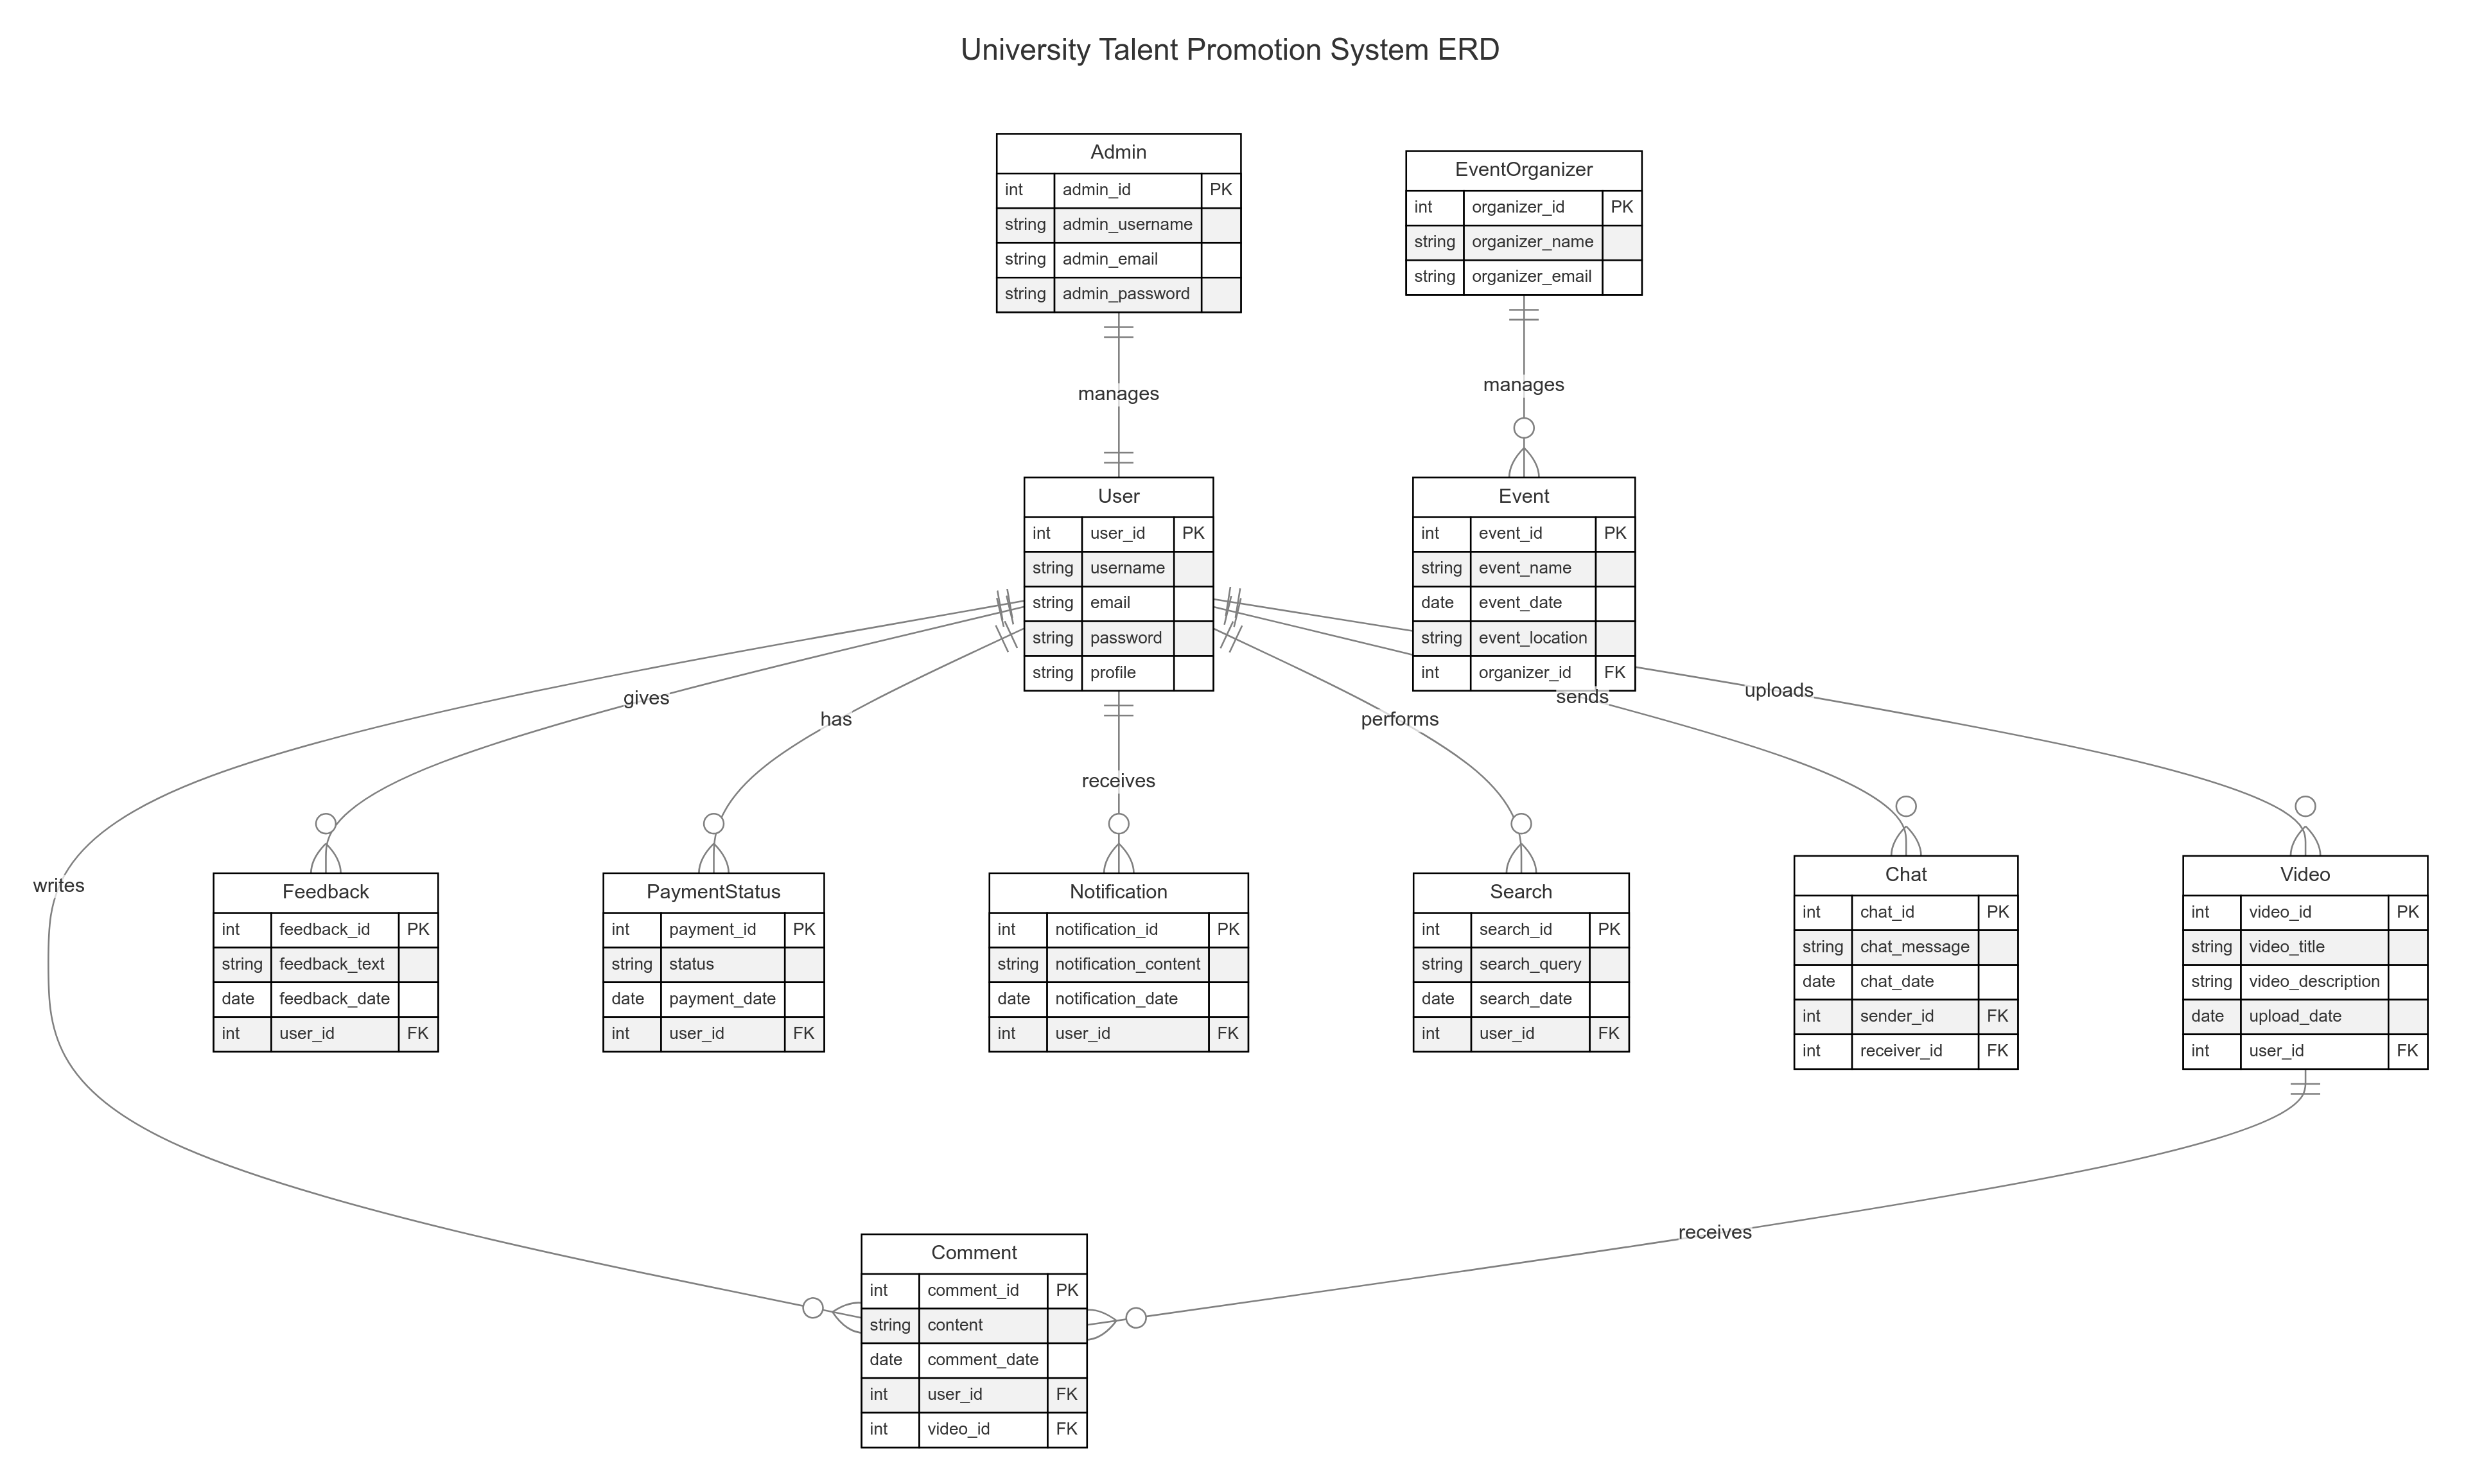 University Talent Promotion System ERD
Admin
int admin_id PK
string admin_username
string admin_email
string admin_password
EventOrganizer
int organizer_id PK
string organizer_name
string organizer_email
manages
manages
User
int user_id PK
string username
string email
string password
string profile
Event
int event_id PK
string event_name
date event_date
string event_location
int organizer_id FK
gives
has
receives
performs
sends
uploads
writes
Feedback
int feedback_id PK
string feedback_text
date feedback_date
int user_id FK
PaymentStatus
int payment_id PK
string status
date payment_date
int user_id FK
Notification
int notification_id PK
string notification_content
date notification_date
int user_id FK
Search
int search_id PK
string search_query
date search_date
int user_id FK
Chat
int chat_id PK
string chat_message
date chat_date
int sender_id FK
int receiver_id FK
Video
int video_id PK
string video_title
string video_description
date upload_date
int user_id FK
receives
Comment
int comment_id PK
string content
date comment_date
int user_id FK
int video_id FK